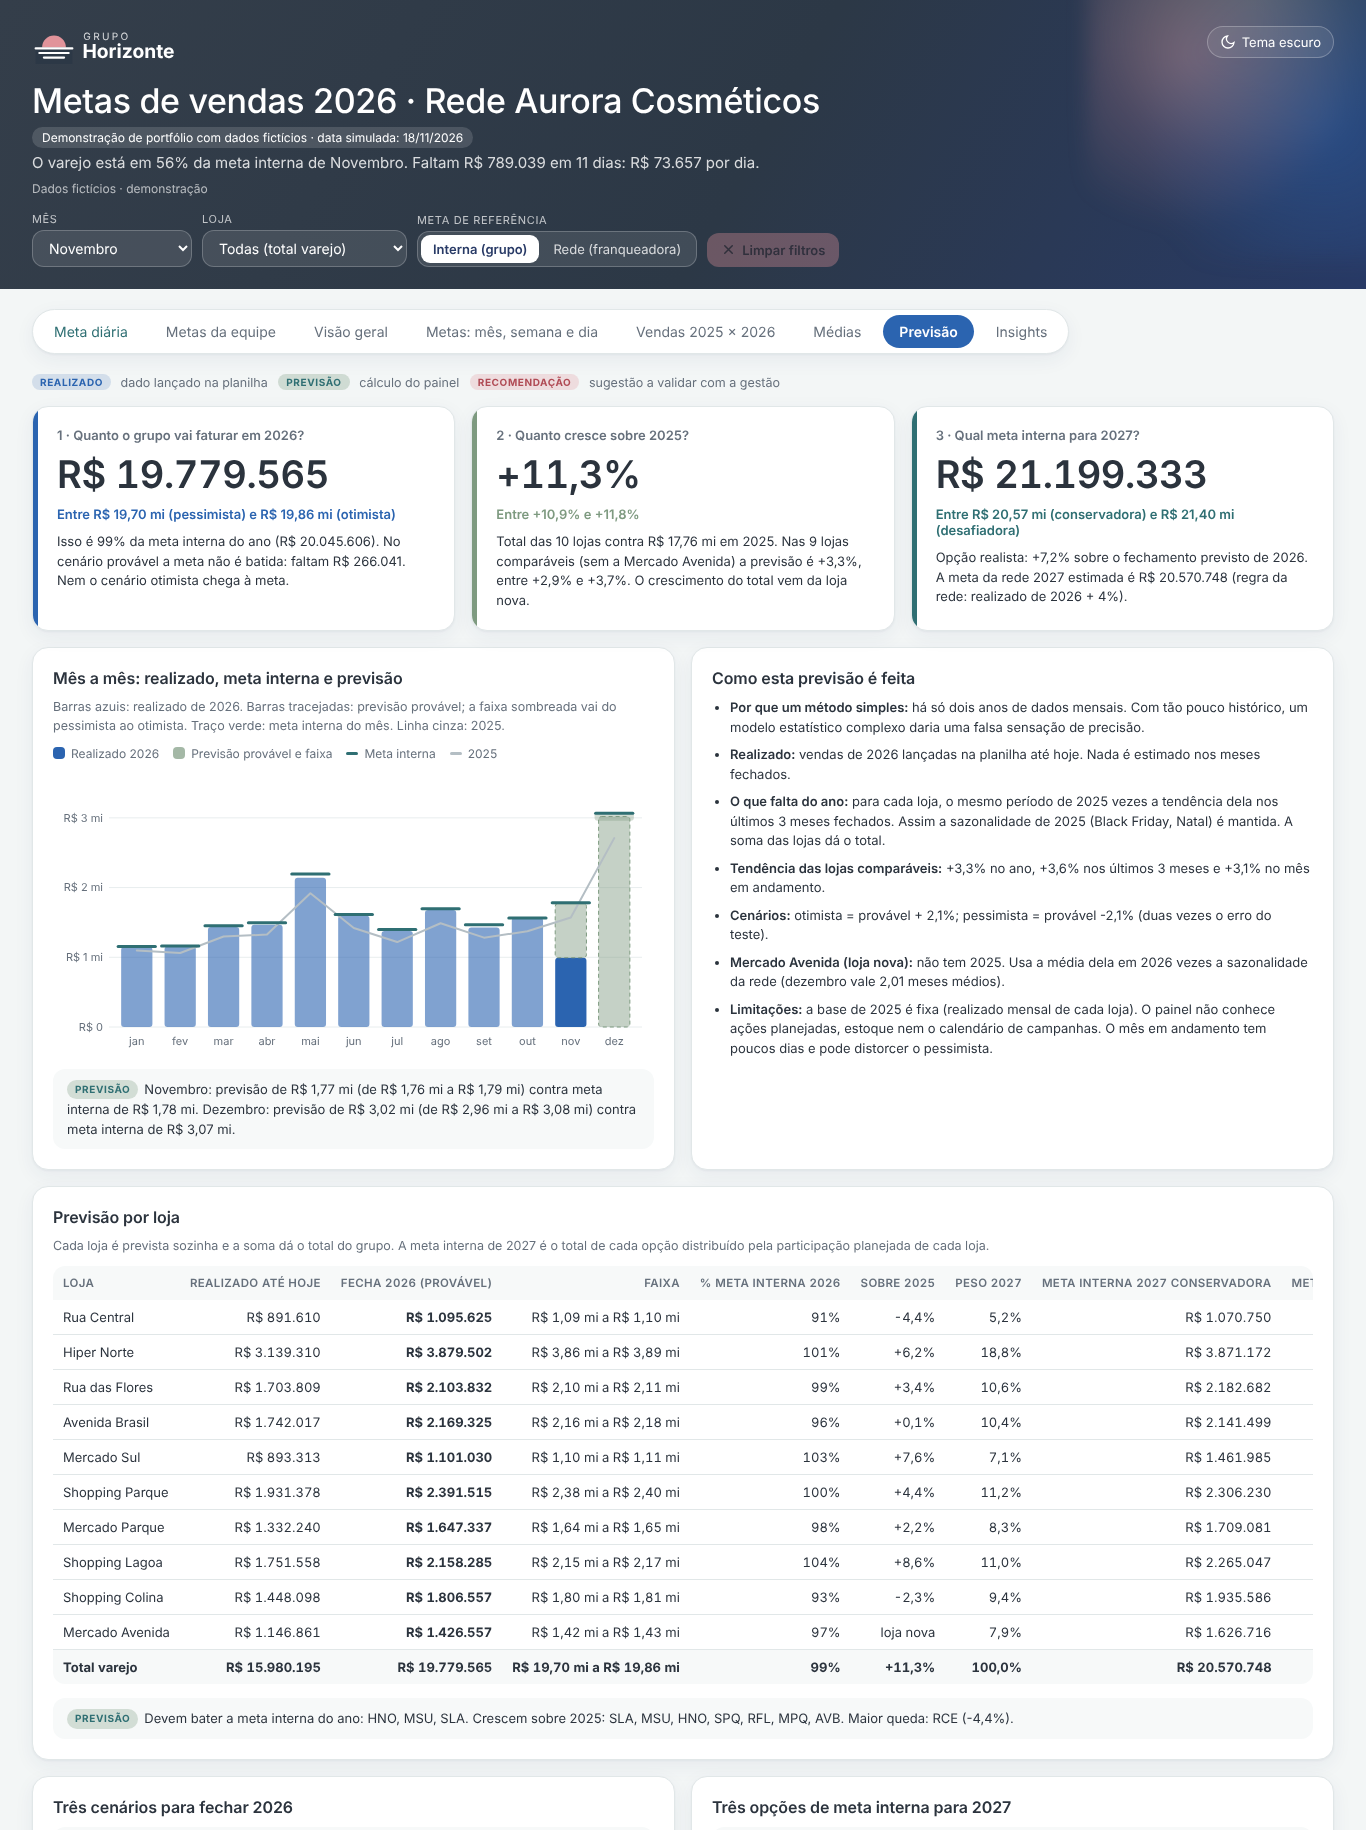 GRUPO
Horizonte
Tema escuro
Metas de vendas 2026 · Rede Aurora Cosméticos
Demonstração de portfólio com dados fictícios · data simulada: 18/11/2026
O varejo está em 56% da meta interna de Novembro. Faltam R$ 789.039 em 11 dias: R$ 73.657 por dia.
Dados fictícios · demonstração
MÊS LOJA META DE REFERÊNCIA
Novembro Todas (total varejo) Interna (grupo) Rede (franqueadora) Limpar filtros
Meta diária Metas da equipe Visão geral Metas: mês, semana e dia Vendas 2025 × 2026 Médias Previsão Insights
REALIZADO dado lançado na planilha PREVISÃO cálculo do painel RECOMENDAÇÃO sugestão a validar com a gestão
1 · Quanto o grupo vai faturar em 2026?
R$ 19.779.565
Entre R$ 19,70 mi (pessimista) e R$ 19,86 mi (otimista)
Isso é 99% da meta interna do ano (R$ 20.045.606). No
cenário provável a meta não é batida: faltam R$ 266.041.
Nem o cenário otimista chega à meta.
2 · Quanto cresce sobre 2025?
+11,3%
Entre +10,9% e +11,8%
Total das 10 lojas contra R$ 17,76 mi em 2025. Nas 9 lojas
comparáveis (sem a Mercado Avenida) a previsão é +3,3%,
entre +2,9% e +3,7%. O crescimento do total vem da loja
nova.
3 · Qual meta interna para 2027?
R$ 21.199.333
Entre R$ 20,57 mi (conservadora) e R$ 21,40 mi
(desafiadora)
Opção realista: +7,2% sobre o fechamento previsto de 2026.
A meta da rede 2027 estimada é R$ 20.570.748 (regra da
rede: realizado de 2026 + 4%).
Mês a mês: realizado, meta interna e previsão
Barras azuis: realizado de 2026. Barras tracejadas: previsão provável; a faixa sombreada vai do
pessimista ao otimista. Traço verde: meta interna do mês. Linha cinza: 2025.
Realizado 2026 Previsão provável e faixa Meta interna 2025
R$ 3 mi
R$ 2 mi
R$ 1 mi
R$ 0
jan fev mar abr mai jun jul ago set out nov dez
PREVISÃO Novembro: previsão de R$ 1,77 mi (de R$ 1,76 mi a R$ 1,79 mi) contra meta
interna de R$ 1,78 mi. Dezembro: previsão de R$ 3,02 mi (de R$ 2,96 mi a R$ 3,08 mi) contra
meta interna de R$ 3,07 mi.
Como esta previsão é feita
• Por que um método simples: há só dois anos de dados mensais. Com tão pouco histórico, um
modelo estatístico complexo daria uma falsa sensação de precisão.
• Realizado: vendas de 2026 lançadas na planilha até hoje. Nada é estimado nos meses
fechados.
• O que falta do ano: para cada loja, o mesmo período de 2025 vezes a tendência dela nos
últimos 3 meses fechados. Assim a sazonalidade de 2025 (Black Friday, Natal) é mantida. A
soma das lojas dá o total.
• Tendência das lojas comparáveis: +3,3% no ano, +3,6% nos últimos 3 meses e +3,1% no mês
em andamento.
• Cenários: otimista = provável + 2,1%; pessimista = provável -2,1% (duas vezes o erro do
teste).
• Mercado Avenida (loja nova): não tem 2025. Usa a média dela em 2026 vezes a sazonalidade
da rede (dezembro vale 2,01 meses médios).
• Limitações: a base de 2025 é fixa (realizado mensal de cada loja). O painel não conhece
ações planejadas, estoque nem o calendário de campanhas. O mês em andamento tem
poucos dias e pode distorcer o pessimista.
Previsão por loja
Cada loja é prevista sozinha e a soma dá o total do grupo. A meta interna de 2027 é o total de cada opção distribuído pela participação planejada de cada loja.
LOJA REALIZADO ATÉ HOJE FECHA 2026 (PROVÁVEL) FAIXA % META INTERNA 2026 SOBRE 2025 PESO 2027 META INTERNA 2027 CONSERVADORA MET
Rua Central R$ 891.610 R$ 1.095.625 R$ 1,09 mi a R$ 1,10 mi 91% -4,4% 5,2% R$ 1.070.750
Hiper Norte R$ 3.139.310 R$ 3.879.502 R$ 3,86 mi a R$ 3,89 mi 101% +6,2% 18,8% R$ 3.871.172
Rua das Flores R$ 1.703.809 R$ 2.103.832 R$ 2,10 mi a R$ 2,11 mi 99% +3,4% 10,6% R$ 2.182.682
Avenida Brasil R$ 1.742.017 R$ 2.169.325 R$ 2,16 mi a R$ 2,18 mi 96% +0,1% 10,4% R$ 2.141.499
Mercado Sul R$ 893.313 R$ 1.101.030 R$ 1,10 mi a R$ 1,11 mi 103% +7,6% 7,1% R$ 1.461.985
Shopping Parque R$ 1.931.378 R$ 2.391.515 R$ 2,38 mi a R$ 2,40 mi 100% +4,4% 11,2% R$ 2.306.230
Mercado Parque R$ 1.332.240 R$ 1.647.337 R$ 1,64 mi a R$ 1,65 mi 98% +2,2% 8,3% R$ 1.709.081
Shopping Lagoa R$ 1.751.558 R$ 2.158.285 R$ 2,15 mi a R$ 2,17 mi 104% +8,6% 11,0% R$ 2.265.047
Shopping Colina R$ 1.448.098 R$ 1.806.557 R$ 1,80 mi a R$ 1,81 mi 93% -2,3% 9,4% R$ 1.935.586
Mercado Avenida R$ 1.146.861 R$ 1.426.557 R$ 1,42 mi a R$ 1,43 mi 97% loja nova 7,9% R$ 1.626.716
Total varejo R$ 15.980.195 R$ 19.779.565 R$ 19,70 mi a R$ 19,86 mi 99% +11,3% 100,0% R$ 20.570.748
PREVISÃO Devem bater a meta interna do ano: HNO, MSU, SLA. Crescem sobre 2025: SLA, MSU, HNO, SPQ, RFL, MPQ, AVB. Maior queda: RCE (-4,4%).
Três cenários para fechar 2026
Três opções de meta interna para 2027